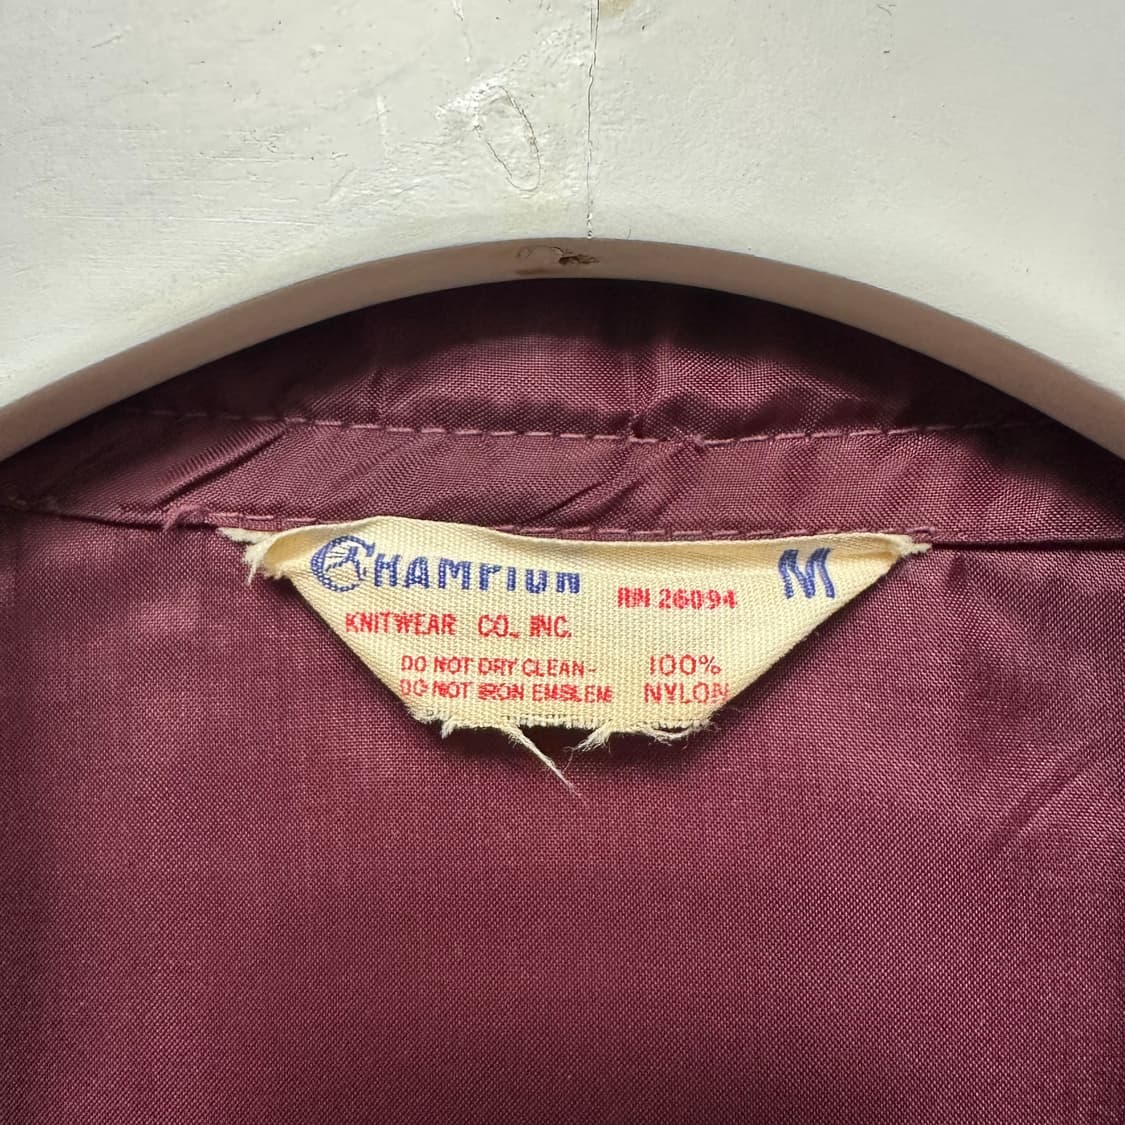 CHAMPION RN 26094 M
KNITWEAR CO., INC.
DO NOT DRY CLEAN- 100%
DO NOT IRON EMBLEM NYLON